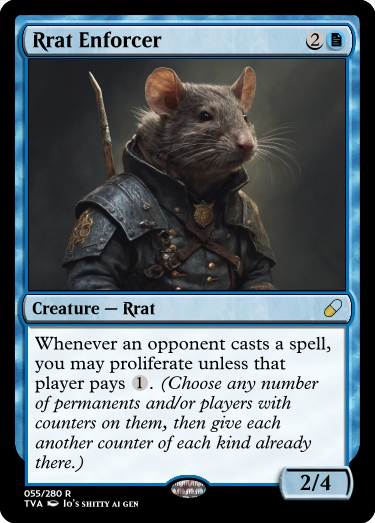 Rrat Enforcer 2
Creature — Rrat
Whenever an opponent casts a spell,
you may proliferate unless that
player pays 1. (Choose any number
of permanents and/or players with
counters on them, then give each
another counter of each kind already
there.)
2/4
055/280 R
TVA Io's shitty ai gen